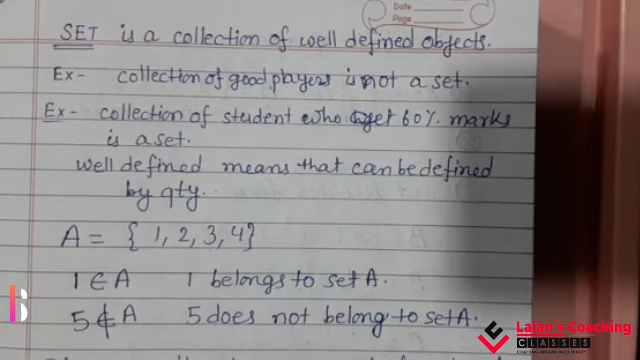 Date
Page
SET is a collection of well defined objects.
Ex- collection of good players is not a set.
Ex- collection of student who get 60% marks
is a set.
well defined means that can be defined
by qty.
A = { 1, 2, 3, 4}
1 ∈ A 1 belongs to set A.
5 ∉ A 5 does not belong to set A.
Lalan's Coaching
CLASSES